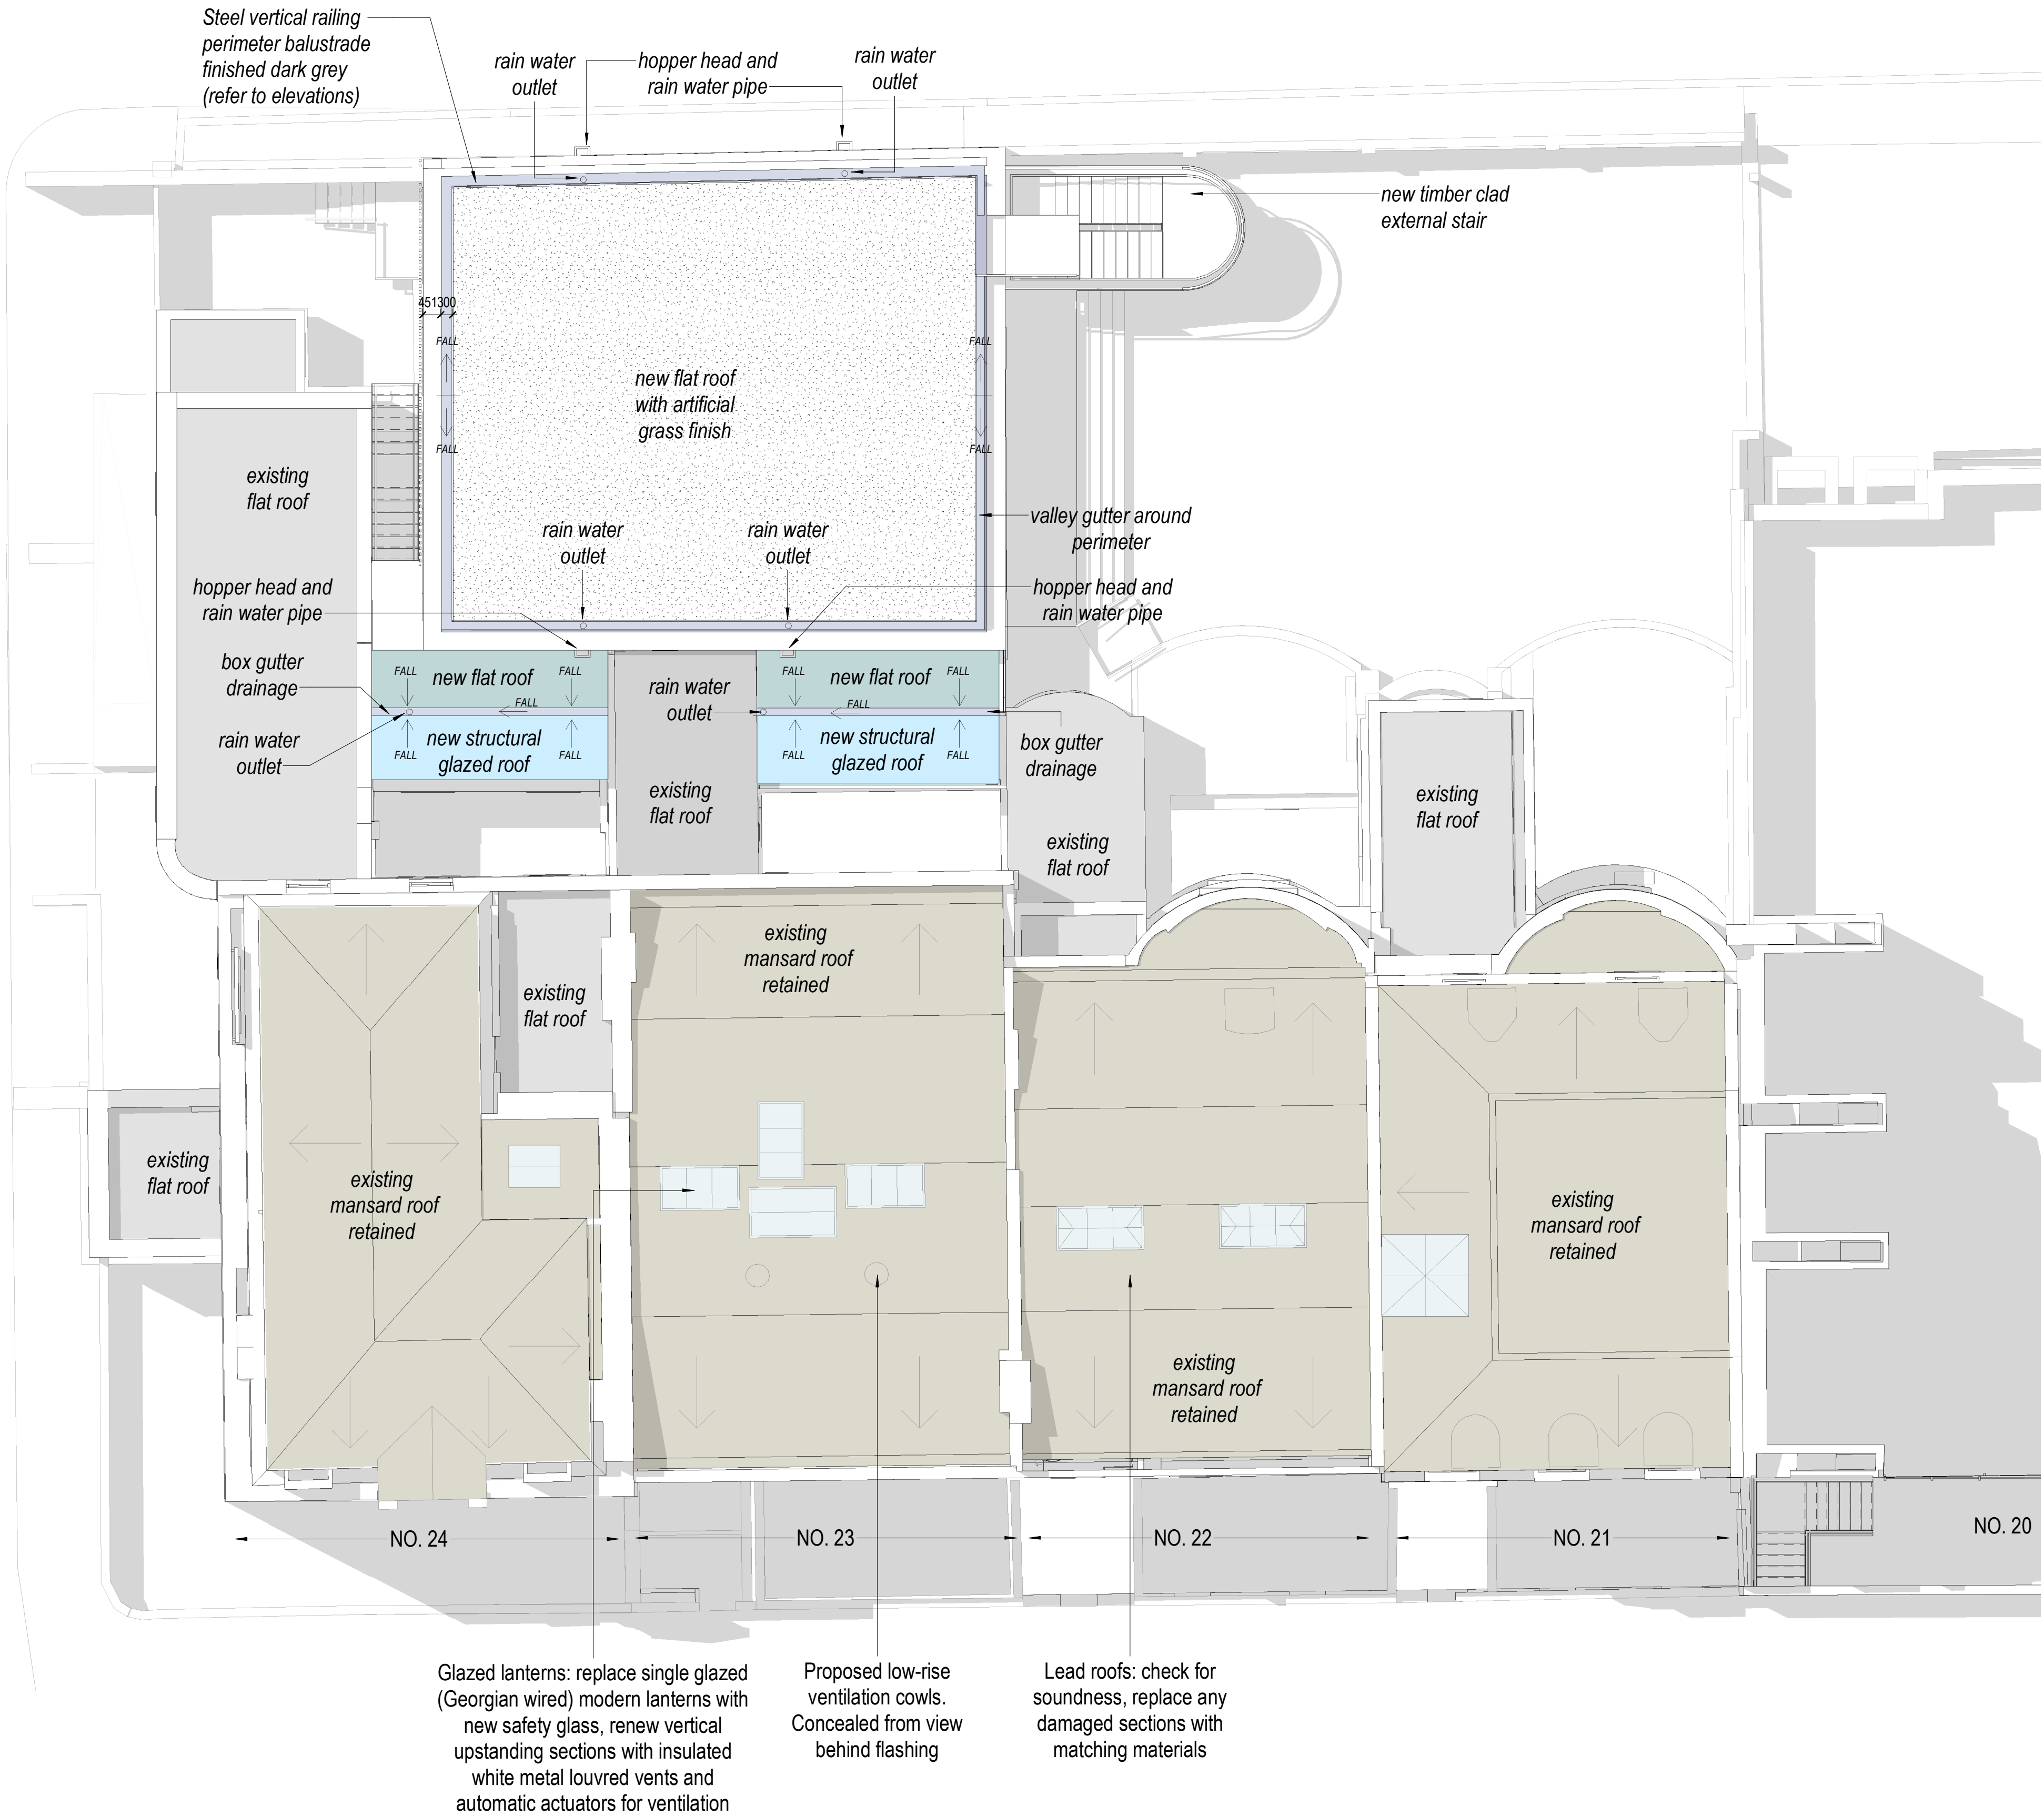 Steel vertical railing
perimeter balustrade
finished dark grey
(refer to elevations)
rain water
outlet
hopper head and
rain water pipe
rain water
outlet
new timber clad
external stair
451300
FALL
FALL
FALL
FALL
new flat roof
with artificial
grass finish
existing
flat roof
rain water
outlet
rain water
outlet
valley gutter around
perimeter
hopper head and
rain water pipe
hopper head and
rain water pipe
box gutter
drainage
rain water
outlet
FALL
new flat roof
FALL
FALL
FALL
new structural
glazed roof
FALL
rain water
outlet
existing
flat roof
FALL
new flat roof
FALL
FALL
FALL
new structural
glazed roof
FALL
box gutter
drainage
existing
flat roof
existing
flat roof
existing
flat roof
existing
mansard roof
retained
existing
flat roof
existing
mansard roof
retained
existing
mansard roof
retained
existing
mansard roof
retained
NO. 24
NO. 23
NO. 22
NO. 21
NO. 20
Glazed lanterns: replace single glazed
(Georgian wired) modern lanterns with
new safety glass, renew vertical
upstanding sections with insulated
white metal louvred vents and
automatic actuators for ventilation
Proposed low-rise
ventilation cowls.
Concealed from view
behind flashing
Lead roofs: check for
soundness, replace any
damaged sections with
matching materials